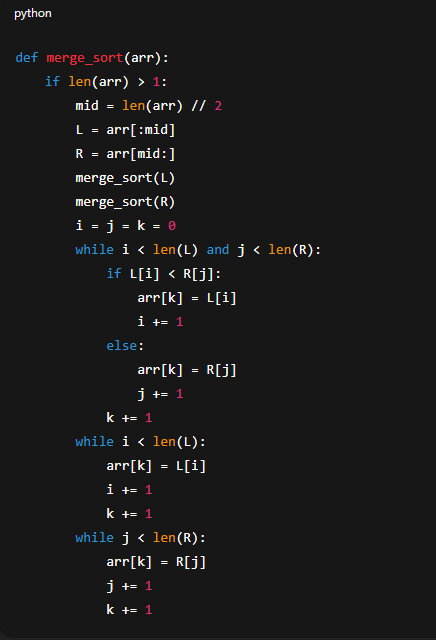 python
def merge_sort(arr):
    if len(arr) > 1:
        mid = len(arr) // 2
        L = arr[:mid]
        R = arr[mid:]
        merge_sort(L)
        merge_sort(R)
        i = j = k = 0
        while i < len(L) and j < len(R):
            if L[i] < R[j]:
                arr[k] = L[i]
                i += 1
            else:
                arr[k] = R[j]
                j += 1
            k += 1
        while i < len(L):
            arr[k] = L[i]
            i += 1
            k += 1
        while j < len(R):
            arr[k] = R[j]
            j += 1
            k += 1